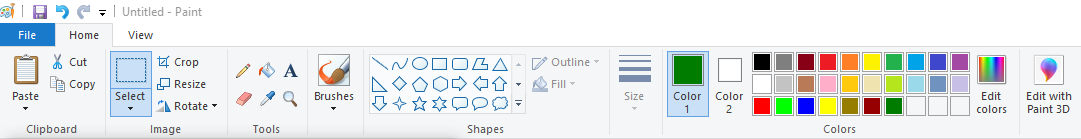 Untitled - Paint
File Home View
Paste
Cut
Copy
Clipboard
Select
Crop
Resize
Rotate
Image
A
Tools
Brushes
Outline
Fill
Shapes
Size
Color
1
Color
2
Edit
colors
Colors
Edit with
Paint 3D